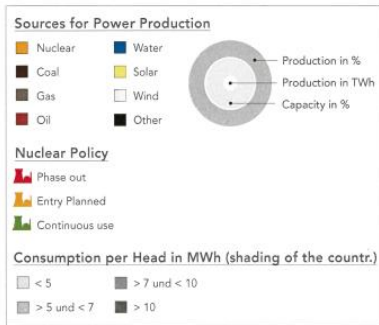 Sources for Power Production
Nuclear
Water
Coal
Solar
Gas
Wind
Oil
Other
Production in %
Production in TWh
Capacity in %
Nuclear Policy
Phase out
Entry Planned
Continuous use
Consumption per Head in MWh (shading of the countr.)
< 5
> 7 und < 10
> 5 und < 7
> 10